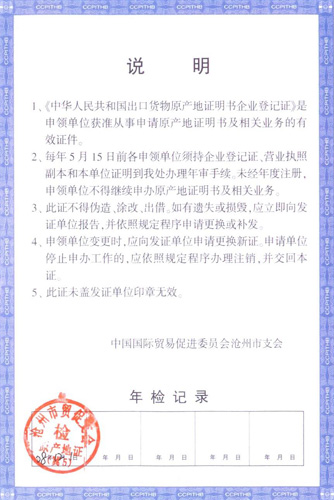 说 明
1、《中华人民共和国出口货物原产地证明书企业登记证》是
申领单位获准从事申请原产地证明书及相关业务的有
效证件。
2、每年5月15日前各申领单位须持企业登记证、营业执照
副本和本单位证明到我处办理年审手续。未经年度注册,
申领单位不得继续申办原产地证明书及相关业务。
3、此证不得伪造、涂改、出借。如有遗失或损毁,应立即向发
证单位报告,并依照规定程序申请更换或补发。
4、申领单位变更时,应向发证单位申请更换新证。申请单位
停止申办工作的,应依照规定程序办理注销,并交回本
证。
5、此证未盖发证单位印章无效。
中国国际贸易促进委员会沧州市支会
年检记录
沧州市贸促会
检
原产地证
年 月 日 年 月 日 年 月 日